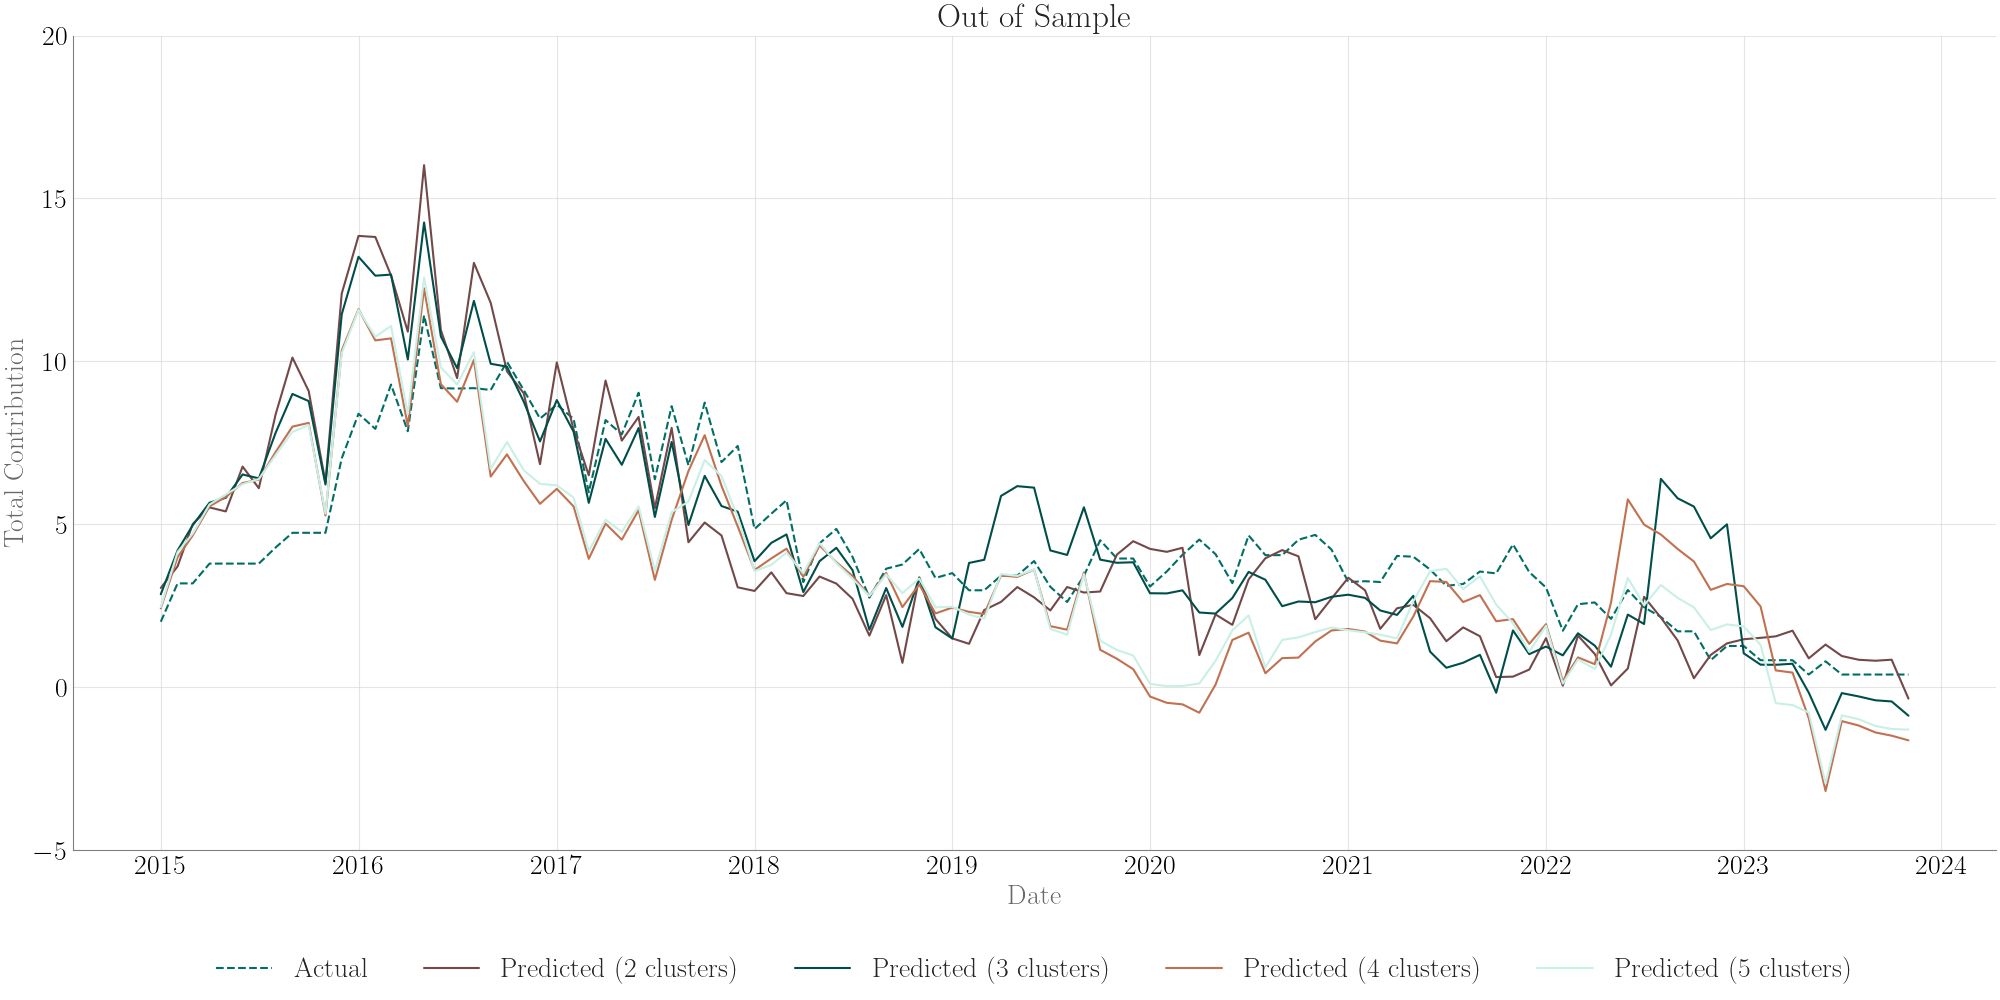 Out of Sample
20
15
10
5
0
−5
Total Contribution
2015 2016 2017 2018 2019 2020 2021 2022 2023 2024
Date
Actual Predicted (2 clusters) Predicted (3 clusters) Predicted (4 clusters) Predicted (5 clusters)